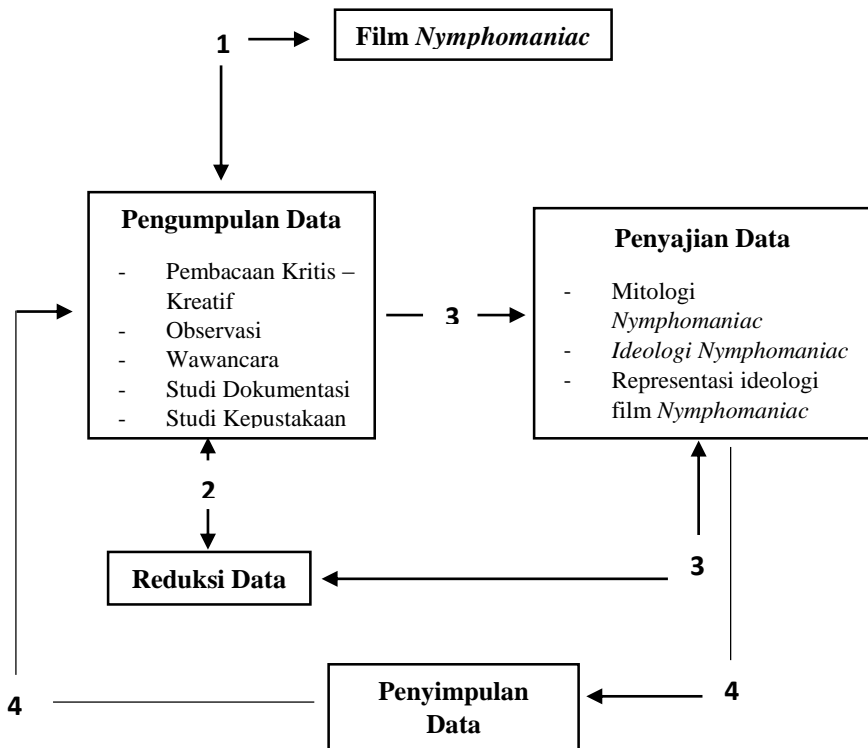 1
Film Nymphomaniac
Pengumpulan Data
- Pembacaan Kritis –
Kreatif
- Observasi
- Wawancara
- Studi Dokumentasi
- Studi Kepustakaan
3
Penyajian Data
- Mitologi
Nymphomaniac
- Ideologi Nymphomaniac
- Representasi ideologi
film Nymphomaniac
2
Reduksi Data
3
4
Penyimpulan
Data
4